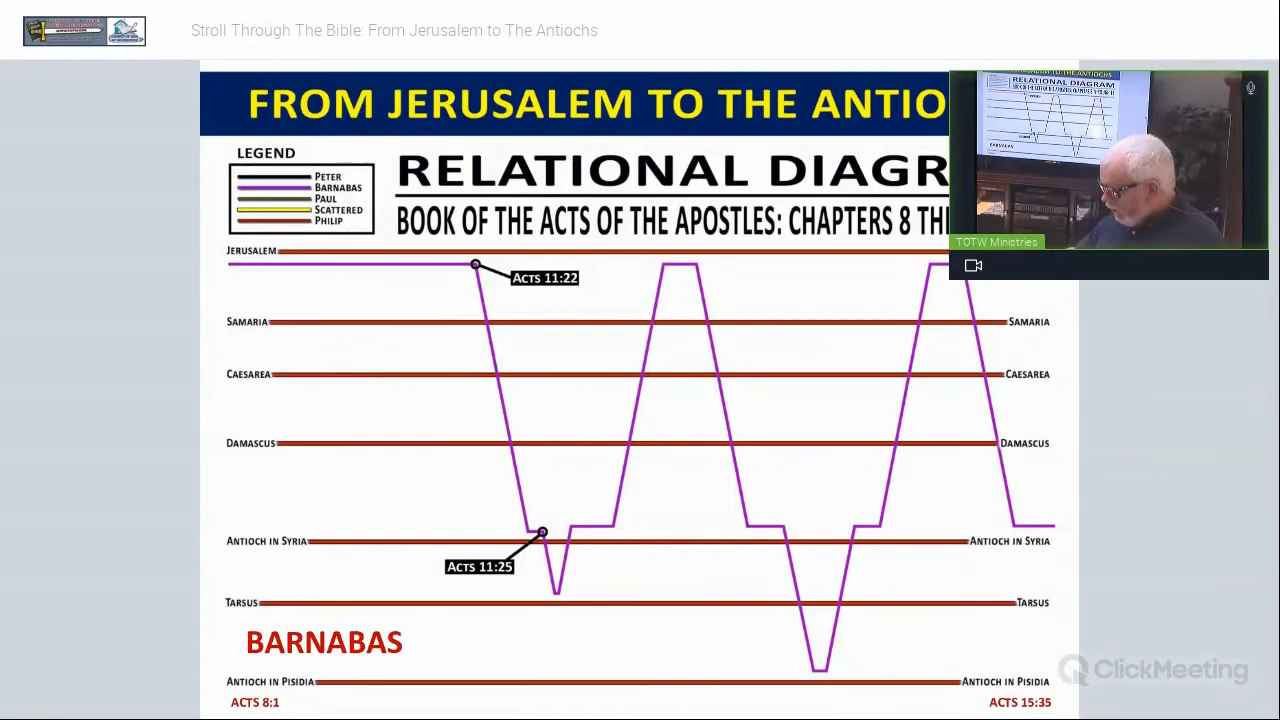 Stroll Through The Bible: From Jerusalem to The Antiochs
FROM JERUSALEM TO THE ANTIO
LEGEND
PETER
BARNABAS
PAUL
SCATTERED
PHILIP
RELATIONAL DIAGR
BOOK OF THE ACTS OF THE APOSTLES: CHAPTERS 8 TH
RELATIONAL DIAGRAM
BARNABAS
TOTW Ministries
JERUSALEM
ACTS 11:22
SAMARIA SAMARIA
CAESAREA CAESAREA
DAMASCUS DAMASCUS
ANTIOCH IN SYRIA ANTIOCH IN SYRIA
ACTS 11:25
TARSUS TARSUS
BARNABAS
ClickMeeting
ANTIOCH IN PISIDIA ANTIOCH IN PISIDIA
ACTS 8:1 ACTS 15:35